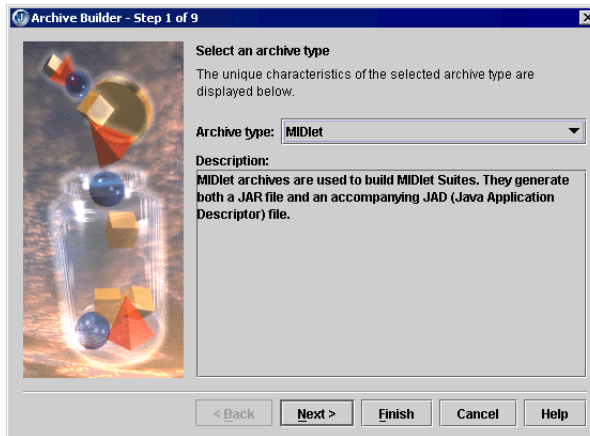 Archive Builder - Step 1 of 9
Select an archive type
The unique characteristics of the selected archive type are
displayed below.
Archive type: MIDlet
Description:
MIDlet archives are used to build MIDlet Suites. They generate
both a JAR file and an accompanying JAD (Java Application
Descriptor) file.
< Back Next > Finish Cancel Help